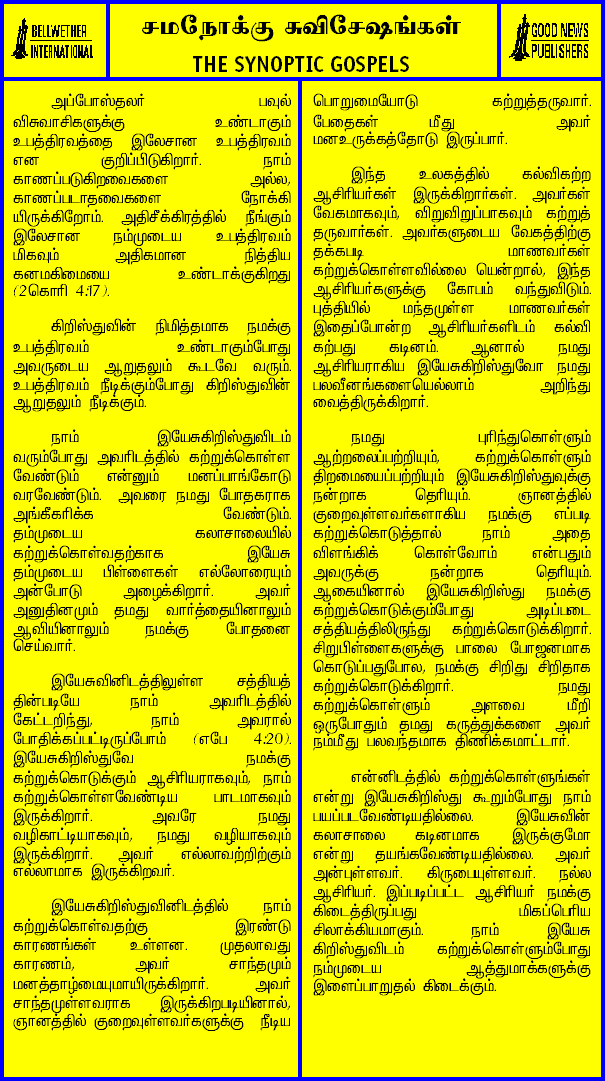 BELLWETHER
INTERNATIONAL
சமநோக்கு சுவிசேஷங்கள்
THE SYNOPTIC GOSPELS
GOOD NEWS
PUBLISHERS
அப்போஸ்தலர் பவுல்
விசுவாசிகளுக்கு உண்டாகும்
உபத்திரவத்தை இலேசான உபத்திரவம்
என குறிப்பிடுகிறார். நாம்
காணப்படுகிறவைகளை அல்ல,
காணப்படாதவைகளை நோக்கி
யிருக்கிறோம். அதிசீக்கிரத்தில் நீங்கும்
இலேசான நம்முடைய உபத்திரவம்
மிகவும் அதிகமான நித்திய
கனமகிமையை உண்டாக்குகிறது
(2கொரி 4:17).
கிறிஸ்துவின் நிமித்தமாக நமக்கு
உபத்திரவம் உண்டாகும்போது
அவருடைய ஆறுதலும் கூடவே வரும்.
உபத்திரவம் நீடிக்கும்போது கிறிஸ்துவின்
ஆறுதலும் நீடிக்கும்.
நாம் இயேசுகிறிஸ்துவிடம்
வரும்போது அவரிடத்தில் கற்றுக்கொள்ள
வேண்டும் என்னும் மனப்பாங்கோடு
வரவேண்டும். அவரை நமது போதகராக
அங்கீகரிக்க வேண்டும்.
தம்முடைய கலாசாலையில்
கற்றுக்கொள்வதற்காக இயேசு
தம்முடைய பிள்ளைகள் எல்லோரையும்
அன்போடு அழைக்கிறார். அவர்
அனுதினமும் தமது வார்த்தையினாலும்
ஆவியினாலும் நமக்கு போதனை
செய்வார்.
இயேசுவினிடத்திலுள்ள சத்தியத்
தின்படியே நாம் அவரிடத்தில்
கேட்டறிந்து, நாம் அவரால்
போதிக்கப்பட்டிருப்போம் (எபே 4:20).
இயேசுகிறிஸ்துவே நமக்கு
கற்றுக்கொடுக்கும் ஆசிரியராகவும், நாம்
கற்றுக்கொள்ளவேண்டிய பாடமாகவும்
இருக்கிறார். அவரே நமது
வழிகாட்டியாகவும், நமது வழியாகவும்
இருக்கிறார். அவர் எல்லாவற்றிற்கும்
எல்லாமாக இருக்கிறவர்.
இயேசுகிறிஸ்துவினிடத்தில் நாம்
கற்றுக்கொள்வதற்கு இரண்டு
காரணங்கள் உள்ளன. முதலாவது
காரணம், அவர் சாந்தமும்
மனத்தாழ்மையுமாயிருக்கிறார். அவர்
சாந்தமுள்ளவராக இருக்கிறபடியினால்,
ஞானத்தில் குறைவுள்ளவர்களுக்கு நீடிய
பொறுமையோடு கற்றுத்தருவார்.
பேதைகள் மீது அவர்
மனஉருக்கத்தோடு இருப்பார்.
இந்த உலகத்தில் கல்விகற்ற
ஆசிரியர்கள் இருக்கிறார்கள். அவர்கள்
வேகமாகவும், விறுவிறுப்பாகவும் கற்றுத்
தருவார்கள். அவர்களுடைய வேகத்திற்கு
தக்கபடி மாணவர்கள்
கற்றுக்கொள்ளவில்லை யென்றால், இந்த
ஆசிரியர்களுக்கு கோபம் வந்துவிடும்.
புத்தியில் மந்தமுள்ள மாணவர்கள்
இதைப்போன்ற ஆசிரியர்களிடம் கல்வி
கற்பது கடினம். ஆனால் நமது
ஆசிரியராகிய இயேசுகிறிஸ்துவோ நமது
பலவீனங்களையெல்லாம் அறிந்து
வைத்திருக்கிறார்.
நமது புரிந்துகொள்ளும்
ஆற்றலைப்பற்றியும், கற்றுக்கொள்ளும்
திறமையைப்பற்றியும் இயேசுகிறிஸ்துவுக்கு
நன்றாக தெரியும். ஞானத்தில்
குறைவுள்ளவர்களாகிய நமக்கு எப்படி
கற்றுக்கொடுத்தால் நாம் அதை
விளங்கிக் கொள்வோம் என்பதும்
அவருக்கு நன்றாக தெரியும்.
ஆகையினால் இயேசுகிறிஸ்து நமக்கு
கற்றுக்கொடுக்கும்போது அடிப்படை
சத்தியத்திலிருந்து கற்றுக்கொடுக்கிறார்.
சிறுபிள்ளைகளுக்கு பாலை போஜனமாக
கொடுப்பதுபோல, நமக்கு சிறிது சிறிதாக
கற்றுக்கொடுக்கிறார். நமது
கற்றுக்கொள்ளும் அளவை மீறி
ஒருபோதும் தமது கருத்துக்களை அவர்
நம்மீது பலவந்தமாக திணிக்கமாட்டார்.
என்னிடத்தில் கற்றுக்கொள்ளுங்கள்
என்று இயேசுகிறிஸ்து கூறும்போது நாம்
பயப்படவேண்டியதில்லை. இயேசுவின்
கலாசாலை கடினமாக இருக்குமோ
என்று தயங்கவேண்டியதில்லை. அவர்
அன்புள்ளவர். கிருபையுள்ளவர். நல்ல
ஆசிரியர். இப்படிப்பட்ட ஆசிரியர் நமக்கு
கிடைத்திருப்பது மிகப்பெரிய
சிலாக்கியமாகும். நாம் இயேசு
கிறிஸ்துவிடம் கற்றுக்கொள்ளும்போது
நம்முடைய ஆத்துமாக்களுக்கு
இளைப்பாறுதல் கிடைக்கும்.